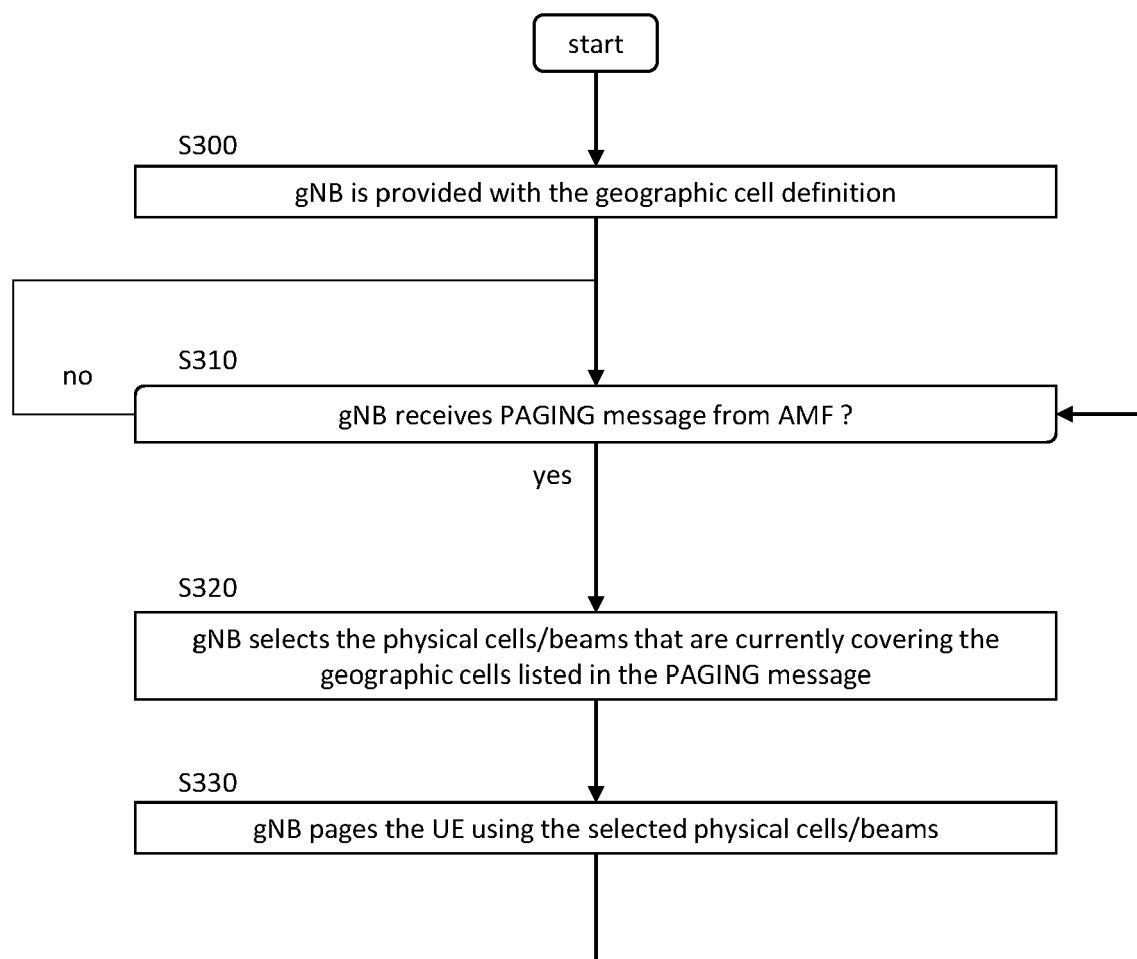 start
S300
gNB is provided with the geographic cell definition
S310
no
gNB receives PAGING message from AMF ?
yes
S320
gNB selects the physical cells/beams that are currently covering the
geographic cells listed in the PAGING message
S330
gNB pages the UE using the selected physical cells/beams